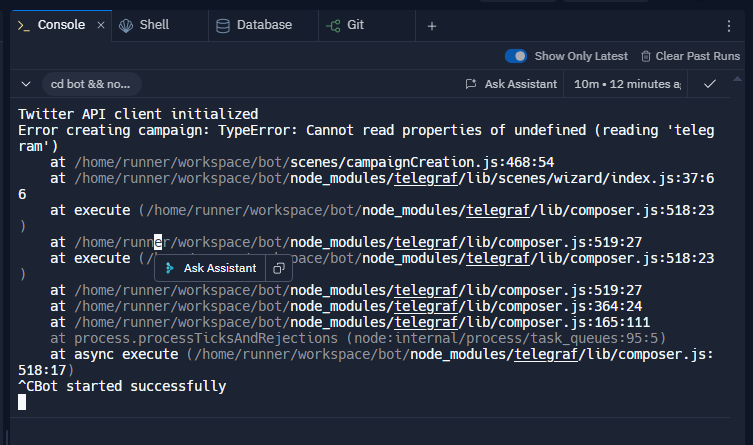 Console
Shell
Database
Git
Show Only Latest
Clear Past Runs
cd bot && no...
Ask Assistant
10m • 12 minutes a
Twitter API client initialized
Error creating campaign: TypeError: Cannot read properties of undefined (reading 'teleg
ram')
at /home/runner/workspace/bot/scenes/campaignCreation.js:468:54
at /home/runner/workspace/bot/node_modules/telegraf/lib/scenes/wizard/index.js:37:6
6
at execute (/home/runner/workspace/bot/node_modules/telegraf/lib/composer.js:518:23
)
at /home/runner/workspace/bot/node_modules/telegraf/lib/composer.js:519:27
at execute (/ workspace/bot/node_modules/telegraf/lib/composer.js:518:23
)
Ask Assistant
at /home/runner/workspace/bot/node_modules/telegraf/lib/composer.js:519:27
at /home/runner/workspace/bot/node_modules/telegraf/lib/composer.js:364:24
at /home/runner/workspace/bot/node_modules/telegraf/lib/composer.js:165:111
at process.processTicksAndRejections (node:internal/process/task_queues:95:5)
at async execute (/home/runner/workspace/bot/node_modules/telegraf/lib/composer.js:
518:17)
^CBot started successfully